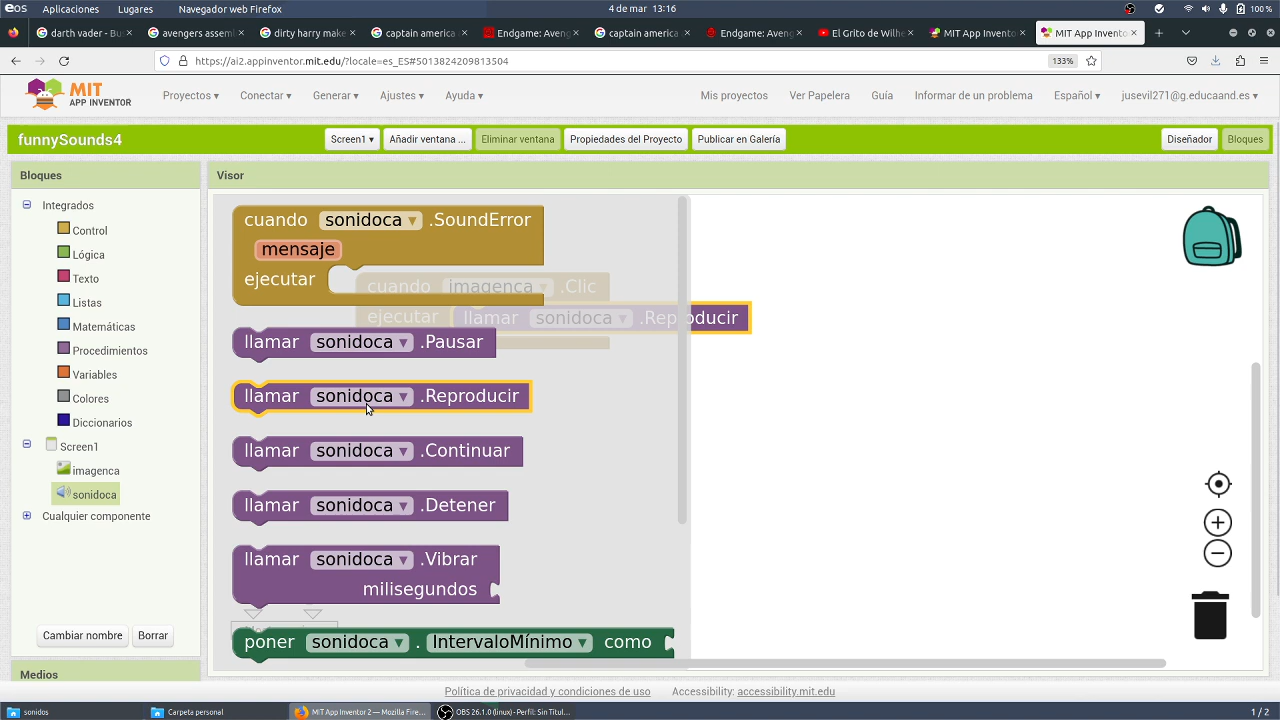 Aplicaciones Lugares Navegador web Firefox 4 de mar 13:16 100 %
darth vader - Bus avengers assembl dirty harry make captain america Endgame: Aveng captain america Endgame: Aveng El Grito de Wilhe MIT App Invento MIT App Invento
https://ai2.appinventor.mit.edu/?locale=es_ES#5013824209813504 133%
MIT APP INVENTOR
Proyectos Conectar Generar Ajustes Ayuda Mis proyectos Ver Papelera Guía Informar de un problema Español jusevil271@g.educaand.es
funnySounds4 Screen1 Añadir ventana ... Eliminar ventana Propiedades del Proyecto Publicar en Galería Diseñador Bloques
Bloques
Integrados
Control
Lógica
Texto
Listas
Matemáticas
Procedimientos
Variables
Colores
Diccionarios
Screen1
imagenca
sonidoca
Cualquier componente
Cambiar nombre Borrar
Medios
Visor
cuando sonidoca .SoundError
mensaje
ejecutar
cuando imagenca .Clic
ejecutar llamar sonidoca .Reproducir
llamar sonidoca .Pausar
llamar sonidoca .Reproducir
llamar sonidoca .Continuar
llamar sonidoca .Detener
llamar sonidoca .Vibrar
milisegundos
poner sonidoca . IntervaloMínimo como
Política de privacidad y condiciones de uso Accessibility: accessibility.mit.edu
sonidos Carpeta personal MIT App Inventor 2 — Mozilla Fire... OBS 26.1.0 (linux) - Perfil: Sin Titul... 1 / 2